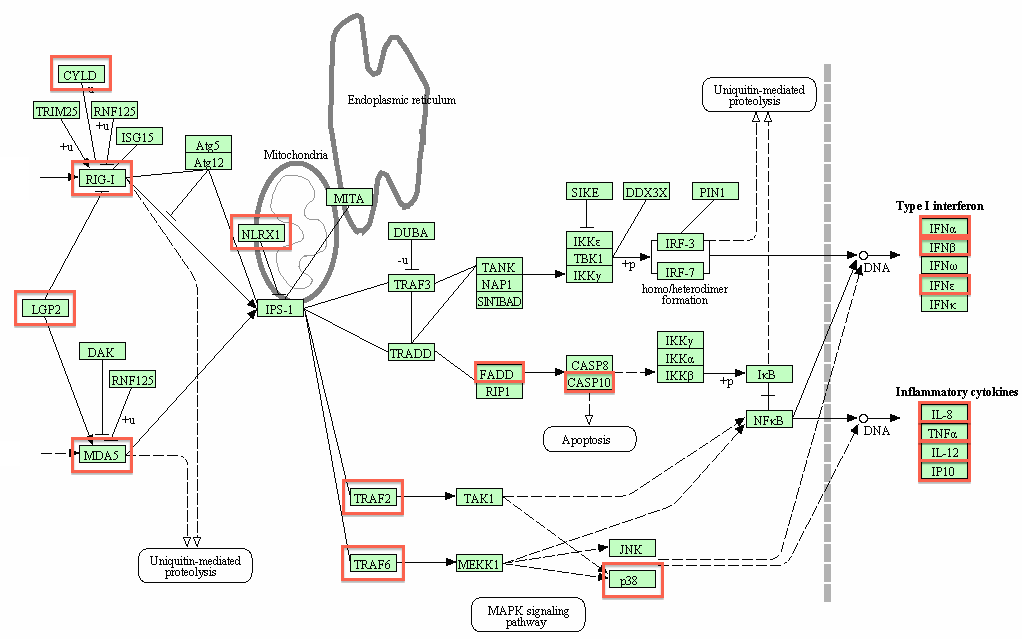 CYLD
-u
TRIM25
RNF125
+u
ISG15
+u
RIG-I
Atg5
Atg12
Mitochondria
Endoplasmic reticulum
MITA
NLRX1
LGP2
IPS-1
DAK
RNF125
+u
MDA5
Uniquitin-mediated
proteolysis
DUBA
-u
TRAF3
TRADD
TANK
NAP1
SINTBAD
FADD
RIP1
CASP8
CASP10
Apoptosis
SIKE
DDX3X
PIN1
IKKε
TBK1
IKKγ
+p
IRF-3
IRF-7
homo/heterodimer
formation
Uniquitin-mediated
proteolysis
IKKγ
IKKα
IKKβ
+p
IκB
NFκB
TRAF2
TAK1
TRAF6
MEKK1
JNK
p38
MAPK signaling
pathway
DNA
DNA
Type I interferon
IFNα
IFNβ
IFNω
IFNε
IFNκ
Inflammatory cytokines
IL-8
TNFα
IL-12
IP10